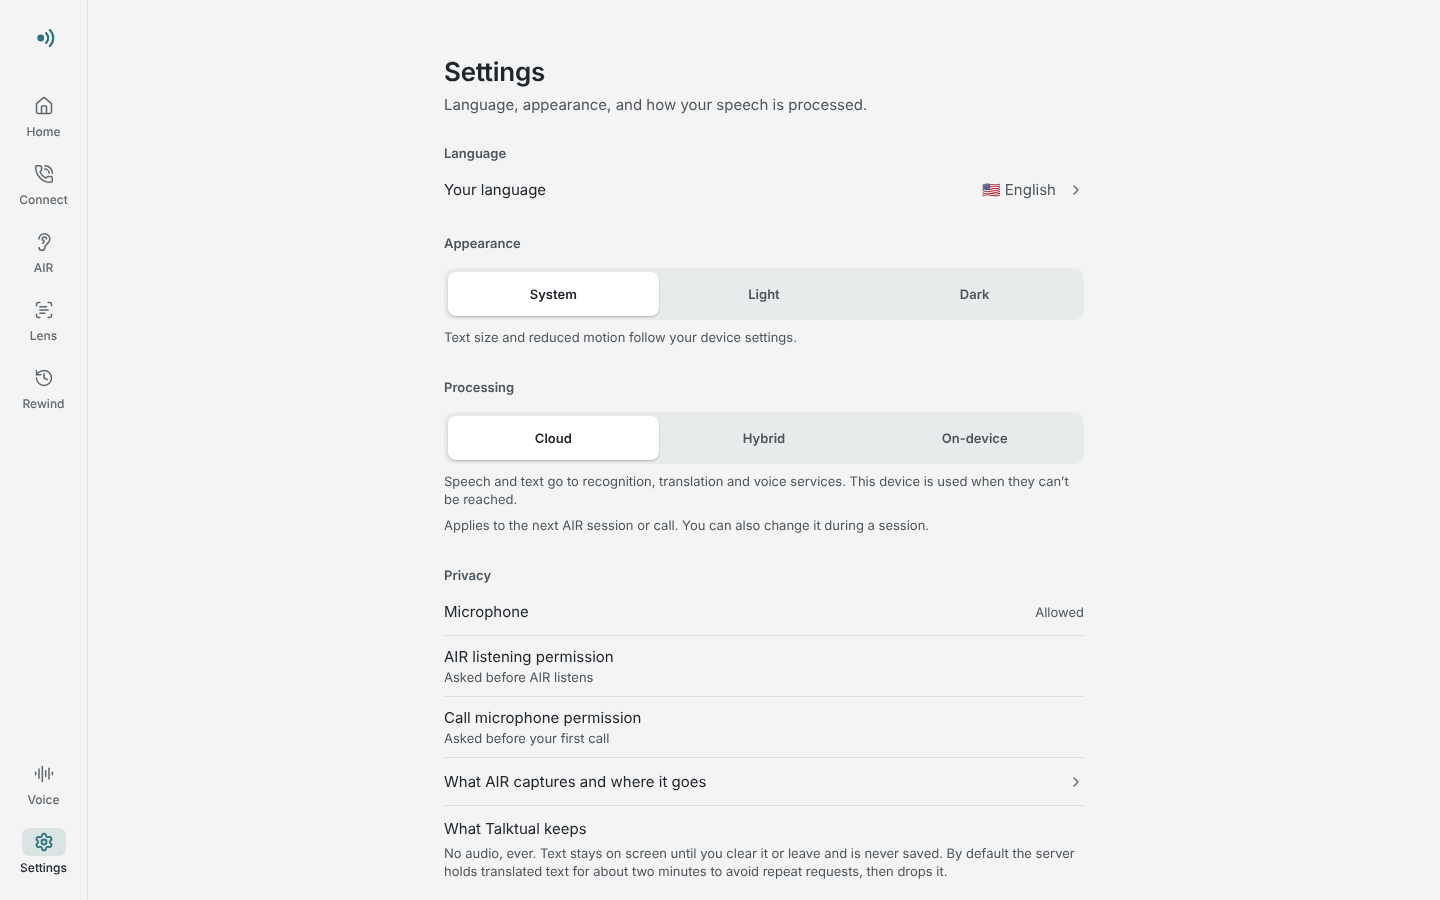 Home
Connect
AIR
Lens
Rewind
Voice
Settings
Settings
Language, appearance, and how your speech is processed.
Language
Your language
🇺🇸 English
Appearance
System
Light
Dark
Text size and reduced motion follow your device settings.
Processing
Cloud
Hybrid
On-device
Speech and text go to recognition, translation and voice services. This device is used when they can’t
be reached.
Applies to the next AIR session or call. You can also change it during a session.
Privacy
Microphone
Allowed
AIR listening permission
Asked before AIR listens
Call microphone permission
Asked before your first call
What AIR captures and where it goes
What Talktual keeps
No audio, ever. Text stays on screen until you clear it or leave and is never saved. By default the server
holds translated text for about two minutes to avoid repeat requests, then drops it.